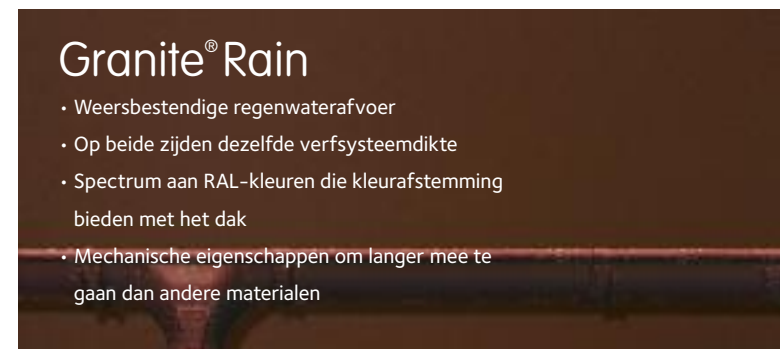 Granite® Rain
• Weersbestendige regenwaterafvoer
• Op beide zijden dezelfde verfsysteemdikte
• Spectrum aan RAL-kleuren die kleurafstemming
bieden met het dak
• Mechanische eigenschappen om langer mee te
gaan dan andere materialen